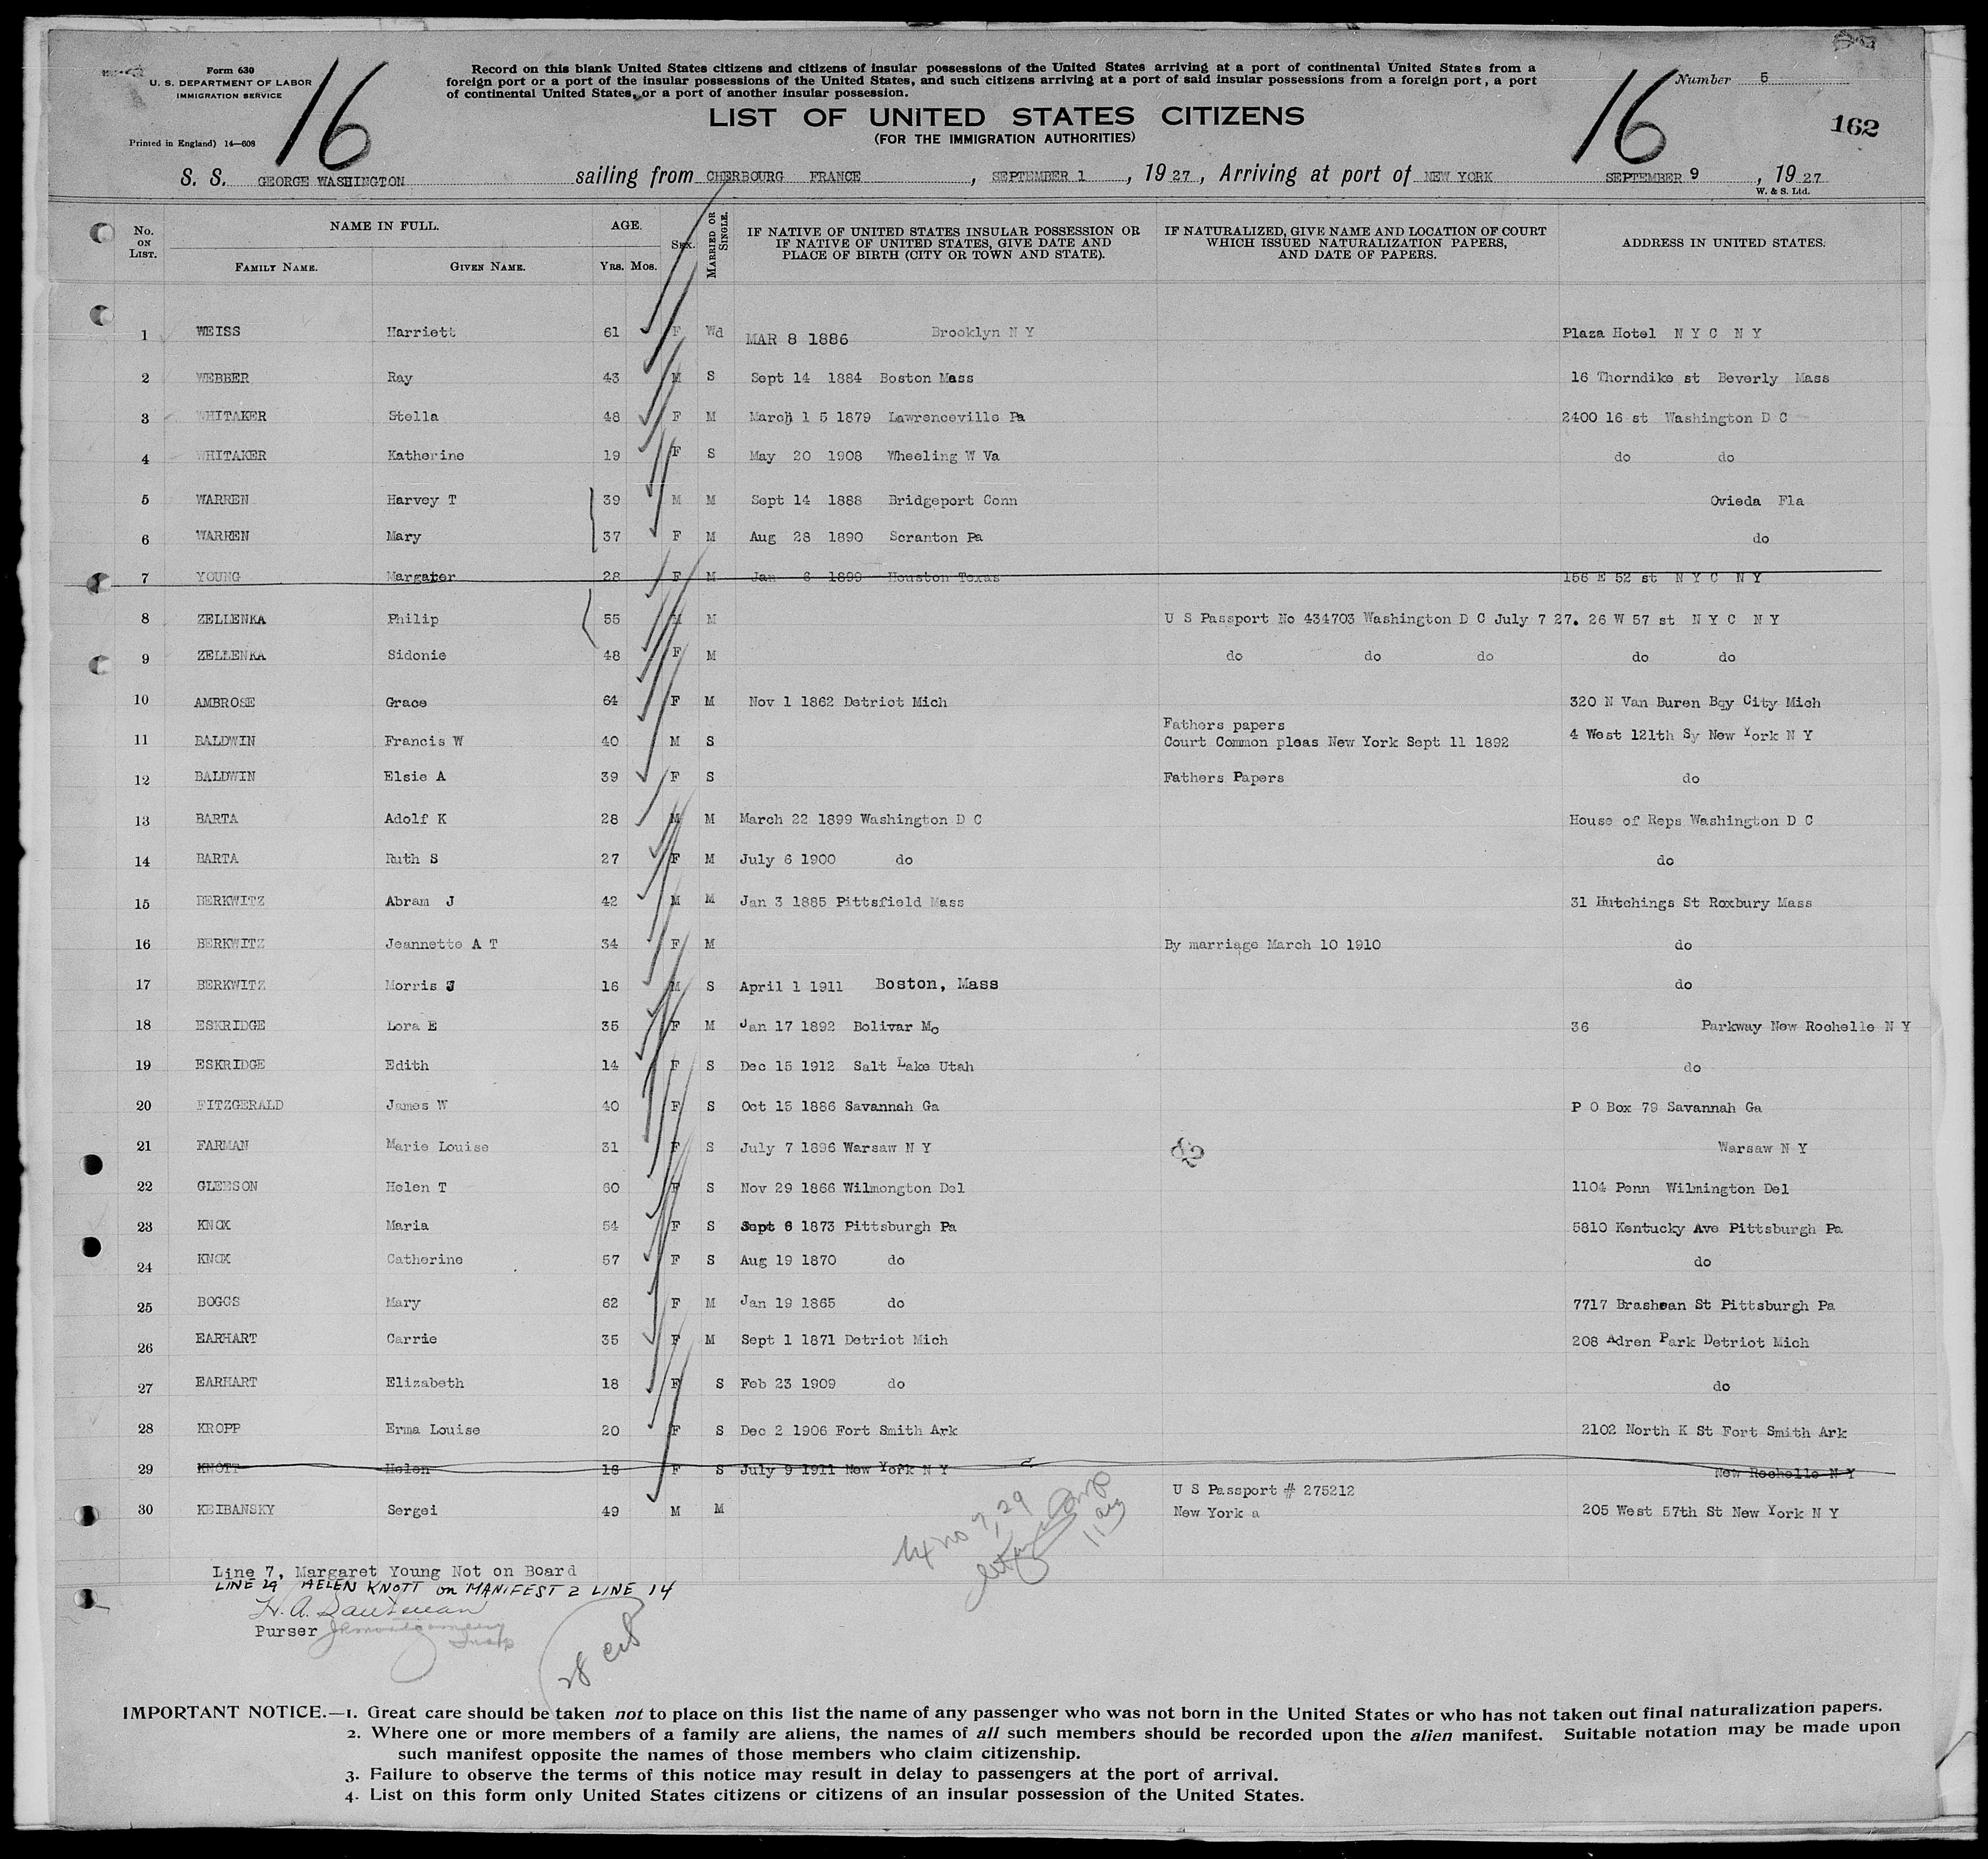 Form 630
U. S. DEPARTMENT OF LABOR
IMMIGRATION SERVICE
Printed in England) 14—608
16
Record on this blank United States citizens and citizens of insular possessions of the United States arriving at a port of continental United States from a
foreign port or a port of the insular possessions of the United States, and such citizens arriving at a port of said insular possessions from a foreign port, a port
of continental United States, or a port of another insular possession.
16
Number 5
162
LIST OF UNITED STATES CITIZENS
(FOR THE IMMIGRATION AUTHORITIES)
S. S. GEORGE WASHINGTON sailing from CHERBOURG FRANCE, SEPTEMBER 1, 1927, Arriving at port of NEW YORK SEPTEMBER 9, 1927
W. & S. Ltd.
No. ON LIST. NAME IN FULL. AGE. SEX. MARRIED OR SINGLE. IF NATIVE OF UNITED STATES INSULAR POSSESSION OR IF NATIVE OF UNITED STATES, GIVE DATE AND PLACE OF BIRTH (CITY OR TOWN AND STATE). IF NATURALIZED, GIVE NAME AND LOCATION OF COURT WHICH ISSUED NATURALIZATION PAPERS, AND DATE OF PAPERS. ADDRESS IN UNITED STATES.
FAMILY NAME. GIVEN NAME. YRS. MOS.
1 WEISS Harriett 61 F Wd MAR 8 1886 Brooklyn N Y Plaza Hotel N Y C N Y
2 WEBBER Ray 43 M S Sept 14 1884 Boston Mass 16 Thorndike st Beverly Mass
3 WHITAKER Stella 48 F M March 1 5 1879 Lawrenceville Pa 2400 16 st Washington D C
4 WHITAKER Katherine 19 F S May 20 1908 Wheeling W Va do do
5 WARREN Harvey T 39 M M Sept 14 1888 Bridgeport Conn Ovieda Fla
6 WARREN Mary 37 F M Aug 28 1890 Scranton Pa do
7 YOUNG Margater 28 F M Jan 6 1899 Houston Texas 156 E 52 st N Y C N Y
8 ZELLENKA Philip 55 M M U S Passport No 434703 Washington D C July 7 27. 26 W 57 st N Y C N Y
9 ZELLENKA Sidonie 48 F M do do do do do
10 AMBROSE Grace 64 F M Nov 1 1862 Detriot Mich 320 N Van Buren Bqy City Mich
Fathers papers
11 BALDWIN Francis W 40 M S Court Common pleas New York Sept 11 1892 4 West 121th Sy New York N Y
12 BALDWIN Elsie A 39 F S Fathers Papers do
13 BARTA Adolf K 28 M M March 22 1899 Washington D C House of Reps Washington D C
14 BARTA Ruth S 27 F M July 6 1900 do do
15 BERKWITZ Abram J 42 M M Jan 3 1885 Pittsfield Mass 31 Hutchings St Roxbury Mass
16 BERKWITZ Jeannette A T 34 F M By marriage March 10 1910 do
17 BERKWITZ Morris J 16 M S April 1 1911 Boston, Mass do
18 ESKRIDGE Lora E 35 F M Jan 17 1892 Bolivar Mo 36 Parkway New Rochelle N Y
19 ESKRIDGE Edith 14 F S Dec 15 1912 Salt Lake Utah do
20 FITZGERALD James W 40 F S Oct 15 1886 Savannah Ga P O Box 79 Savannah Ga
21 FARMAN Marie Louise 31 F S July 7 1896 Warsaw N Y Warsaw N Y
22 GLEESON Helen T 60 F S Nov 29 1866 Wilmongton Del 1104 Penn Wilmington Del
23 KNOX Maria 54 F S Sept 6 1873 Pittsburgh Pa 5810 Kentucky Ave Pittsburgh Pa
24 KNOX Catherine 57 F S Aug 19 1870 do do
25 BOGGS Mary 62 F M Jan 19 1865 do 7717 Brashean St Pittsburgh Pa
26 EARHART Carrie 35 F M Sept 1 1871 Detriot Mich 208 Adren Park Detriot Mich
27 EARHART Elizabeth 18 F S Feb 23 1909 do do
28 KROPP Erma Louise 20 F S Dec 2 1906 Fort Smith Ark 2102 North K St Fort Smith Ark
29 KNOTT Helen 16 F S July 9 1911 New York N Y New Rochelle N Y
U S Passport # 275212
30 KEIBANSKY Sergei 49 M M New York a 205 West 57th St New York N Y
no 7, 29
Line 7, Margaret Young Not on Board
LINE 29 HELEN KNOTT on MANIFEST 2 LINE 14
Purser
IMPORTANT NOTICE.—1. Great care should be taken not to place on this list the name of any passenger who was not born in the United States or who has not taken out final naturalization papers.
2. Where one or more members of a family are aliens, the names of all such members should be recorded upon the alien manifest. Suitable notation may be made upon
such manifest opposite the names of those members who claim citizenship.
3. Failure to observe the terms of this notice may result in delay to passengers at the port of arrival.
4. List on this form only United States citizens or citizens of an insular possession of the United States.